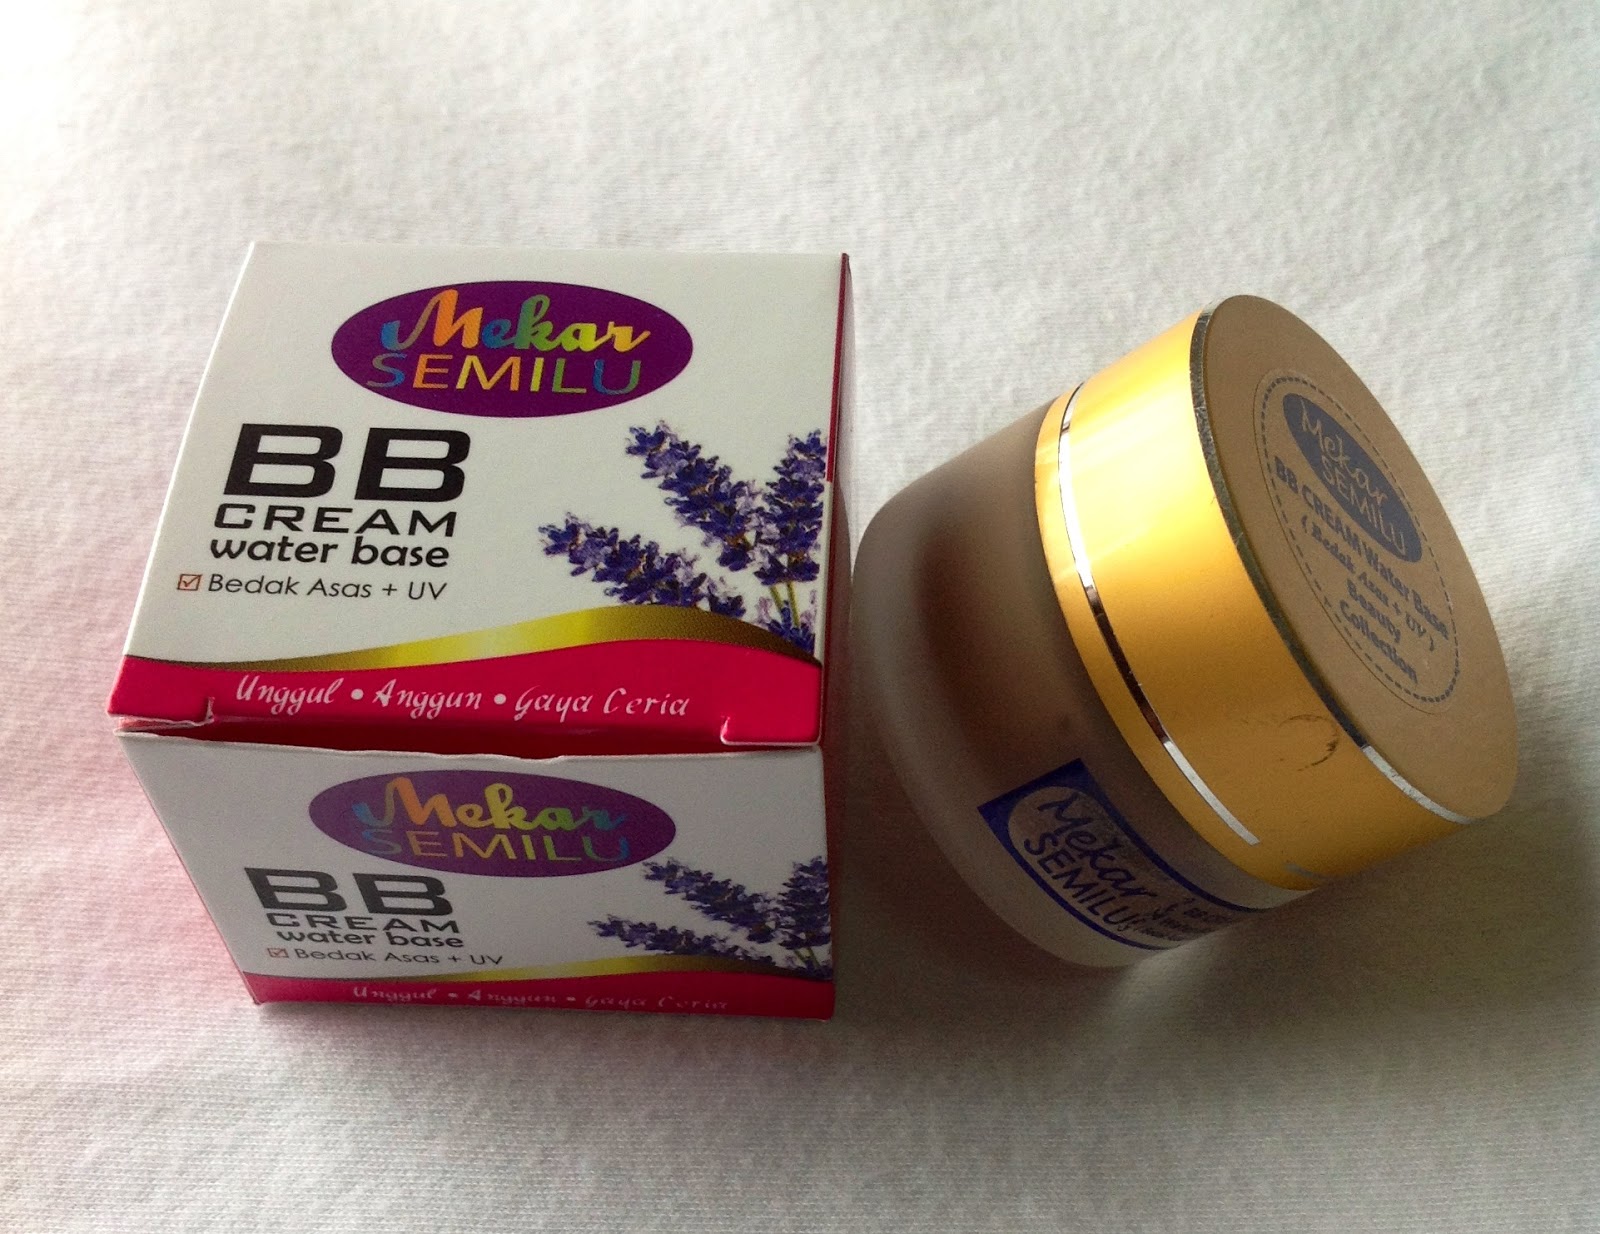 Mekar
SEMILU
BB
CREAM
water base
Bedak Asas + UV
Unggul • Anggun • Gaya Ceria
Mekar
SEMILU
BB
CREAM
water base
Bedak Asas + UV
Unggul • Anggun • Gaya Ceria
Mekar
SEMILU
BB CREAM Water Base
( Bedak Asas + UV )
Beauty
Collection
Mekar
SEMILU